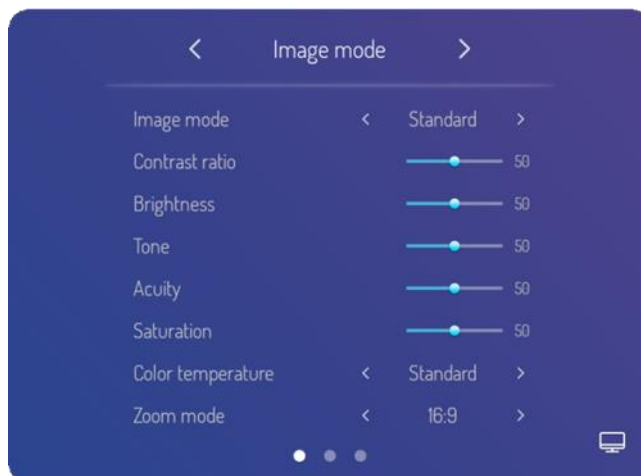 Image mode
Image mode < Standard >
Contrast ratio 50
Brightness 50
Tone 50
Acuity 50
Saturation 50
Color temperature < Standard >
Zoom mode < 16:9 >